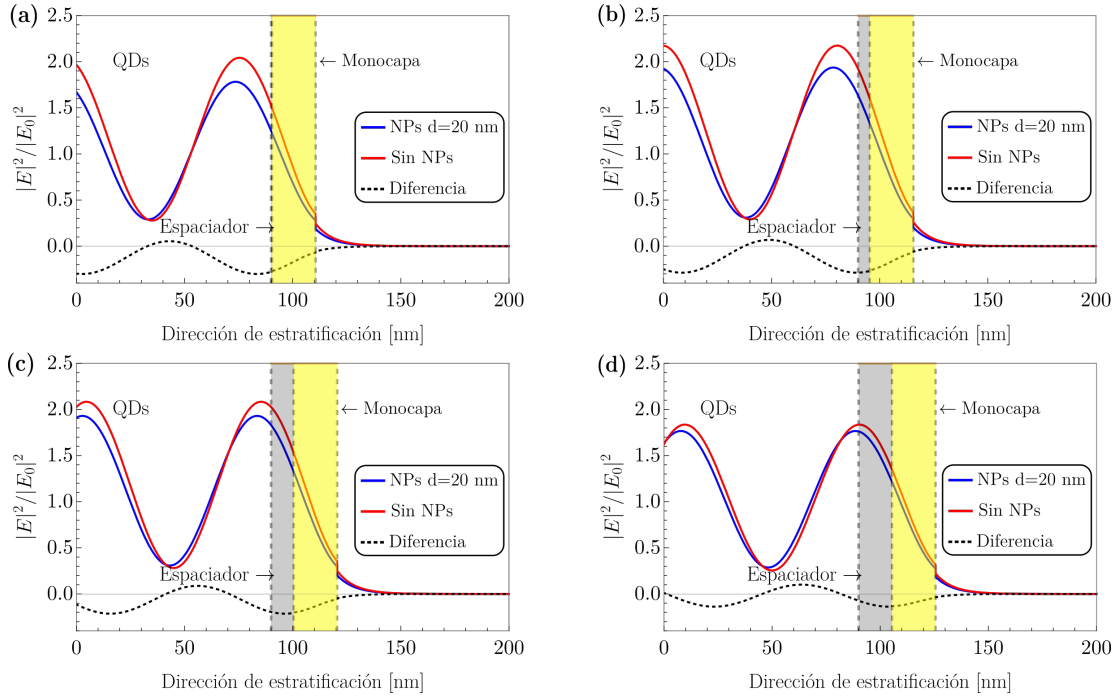 (a)
2.5
2.0
1.5
1.0
0.5
0.0
|E|²/|E₀|²
QDs
← Monocapa
NPs d=20 nm
Sin NPs
Diferencia
Espaciador →
0 50 100 150 200
Dirección de estratificación [nm]
(b)
2.5
2.0
1.5
1.0
0.5
0.0
|E|²/|E₀|²
QDs
← Monocapa
NPs d=20 nm
Sin NPs
Diferencia
Espaciador →
0 50 100 150 200
Dirección de estratificación [nm]
(c)
2.5
2.0
1.5
1.0
0.5
0.0
|E|²/|E₀|²
QDs
← Monocapa
NPs d=20 nm
Sin NPs
Diferencia
Espaciador →
0 50 100 150 200
Dirección de estratificación [nm]
(d)
2.5
2.0
1.5
1.0
0.5
0.0
|E|²/|E₀|²
QDs
← Monocapa
NPs d=20 nm
Sin NPs
Diferencia
Espaciador →
0 50 100 150 200
Dirección de estratificación [nm]